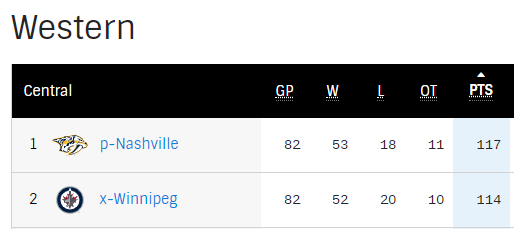 Western
Central GP W L OT PTS
1 p-Nashville 82 53 18 11 117
2 x-Winnipeg 82 52 20 10 114